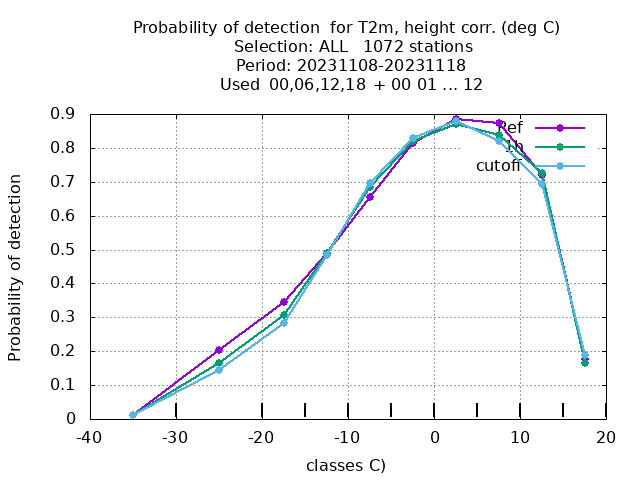 Probability of detection for T2m, height corr. (deg C)
Selection: ALL 1072 stations
Period: 20231108-20231118
Used 00,06,12,18 + 00 01 ... 12
Probability of detection
0.9
0.8
0.7
0.6
0.5
0.4
0.3
0.2
0.1
0
Ref
1h
cutoff
-40
-30
-20
-10
0
10
20
classes C)